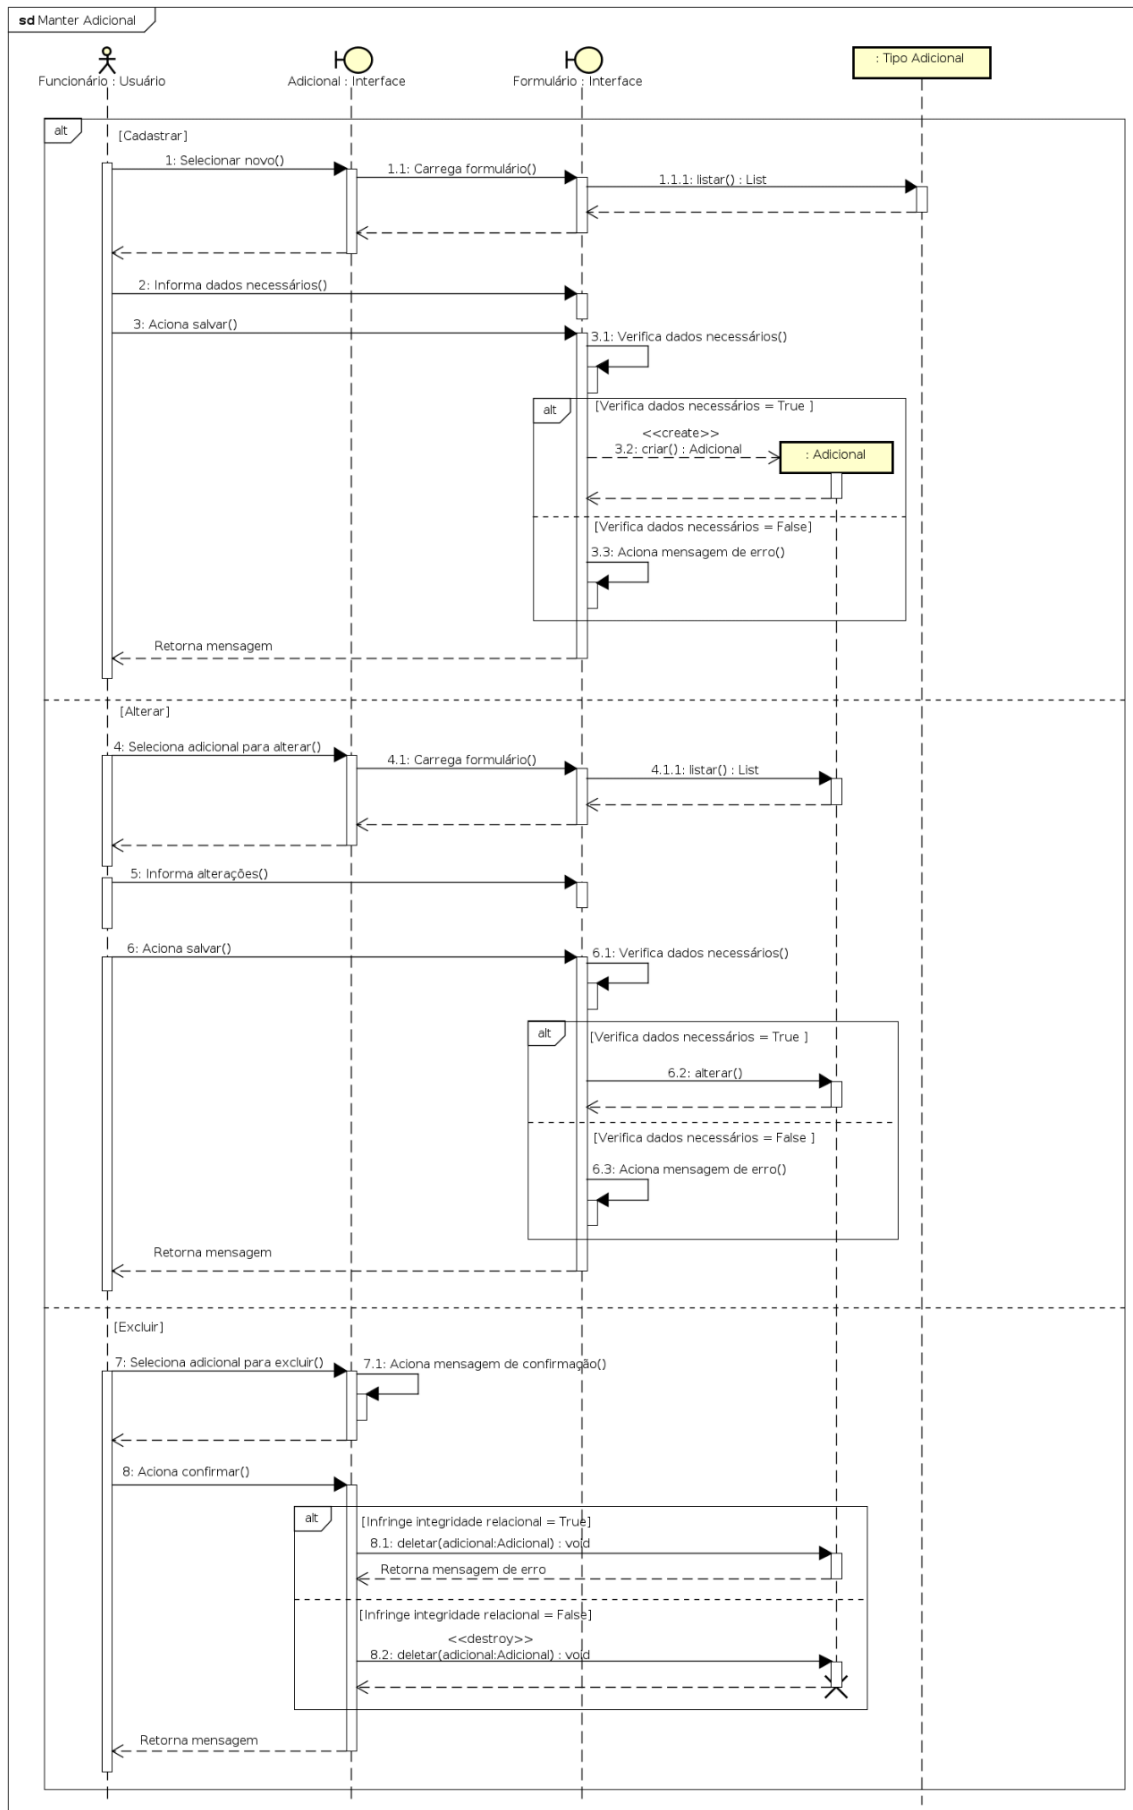 sd Manter Adicional
Funcionário : Usuário
Adicional : Interface
Formulário : Interface
: Tipo Adicional
alt
[Cadastrar]
1: Selecionar novo()
1.1: Carrega formulário()
1.1.1: listar() : List
2: Informa dados necessários()
3: Aciona salvar()
3.1: Verifica dados necessários()
alt
[Verifica dados necessários = True ]
<<create>>
3.2: criar() : Adicional
: Adicional
[Verifica dados necessários = False]
3.3: Aciona mensagem de erro()
Retorna mensagem
[Alterar]
4: Seleciona adicional para alterar()
4.1: Carrega formulário()
4.1.1: listar() : List
5: Informa alterações()
6: Aciona salvar()
6.1: Verifica dados necessários()
alt
[Verifica dados necessários = True ]
6.2: alterar()
[Verifica dados necessários = False ]
6.3: Aciona mensagem de erro()
Retorna mensagem
[Excluir]
7: Seleciona adicional para excluir()
7.1: Aciona mensagem de confirmação()
8: Aciona confirmar()
alt
[Infringe integridade relacional = True]
8.1: deletar(adicional:Adicional) : void
Retorna mensagem de erro
[Infringe integridade relacional = False]
<<destroy>>
8.2: deletar(adicional:Adicional) : void
Retorna mensagem